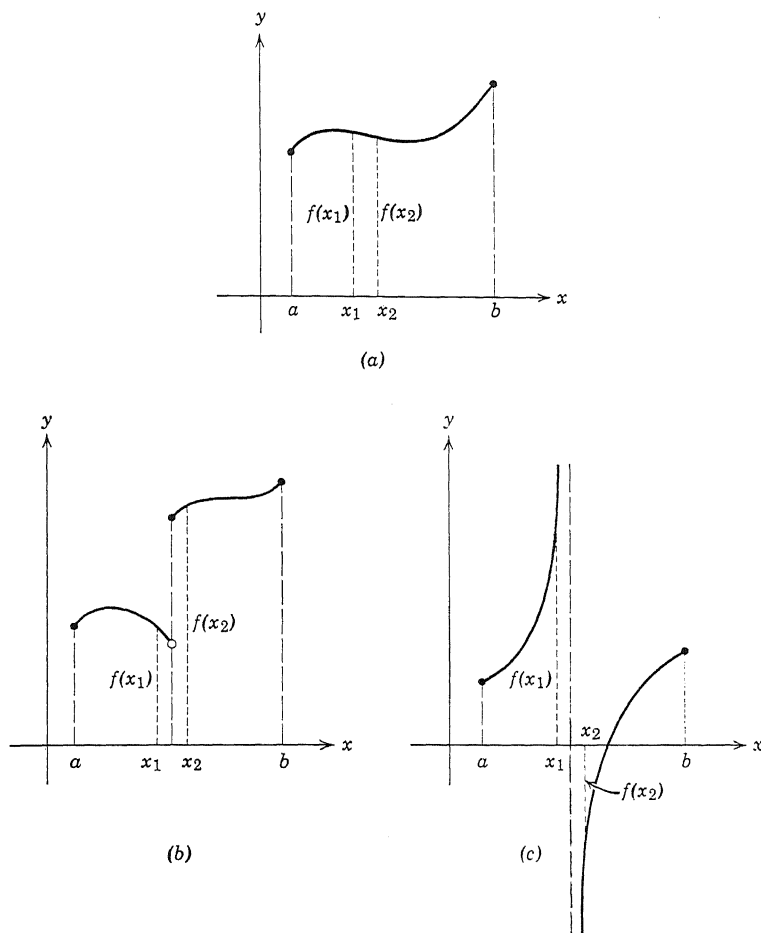 y
f(x₁) f(x₂)
x
a x₁ x₂ b
(a)
y
f(x₂)
f(x₁)
x
a x₁ x₂ b
(b)
y
f(x₁)
x₂
x
a x₁ b
f(x₂)
(c)